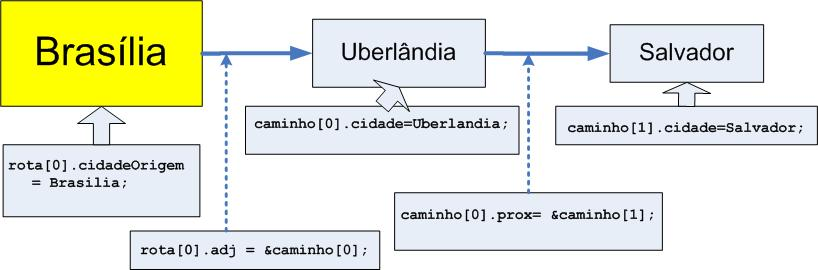 Brasília
Uberlândia
Salvador
caminho[0].cidade=Uberlandia;
caminho[1].cidade=Salvador;
rota[0].cidadeOrigem
= Brasilia;
caminho[0].prox= &caminho[1];
rota[0].adj = &caminho[0];